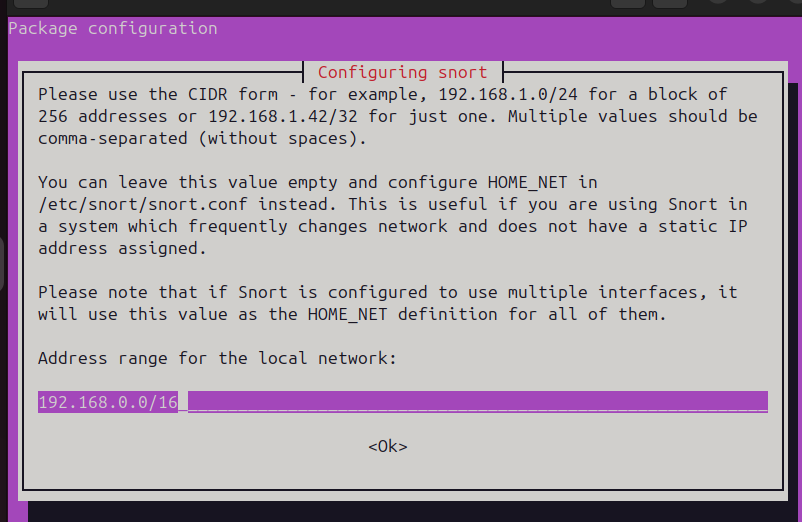 Package configuration
Configuring snort
Please use the CIDR form - for example, 192.168.1.0/24 for a block of
256 addresses or 192.168.1.42/32 for just one. Multiple values should be
comma-separated (without spaces).
You can leave this value empty and configure HOME_NET in
/etc/snort/snort.conf instead. This is useful if you are using Snort in
a system which frequently changes network and does not have a static IP
address assigned.
Please note that if Snort is configured to use multiple interfaces, it
will use this value as the HOME_NET definition for all of them.
Address range for the local network:
192.168.0.0/16
<Ok>